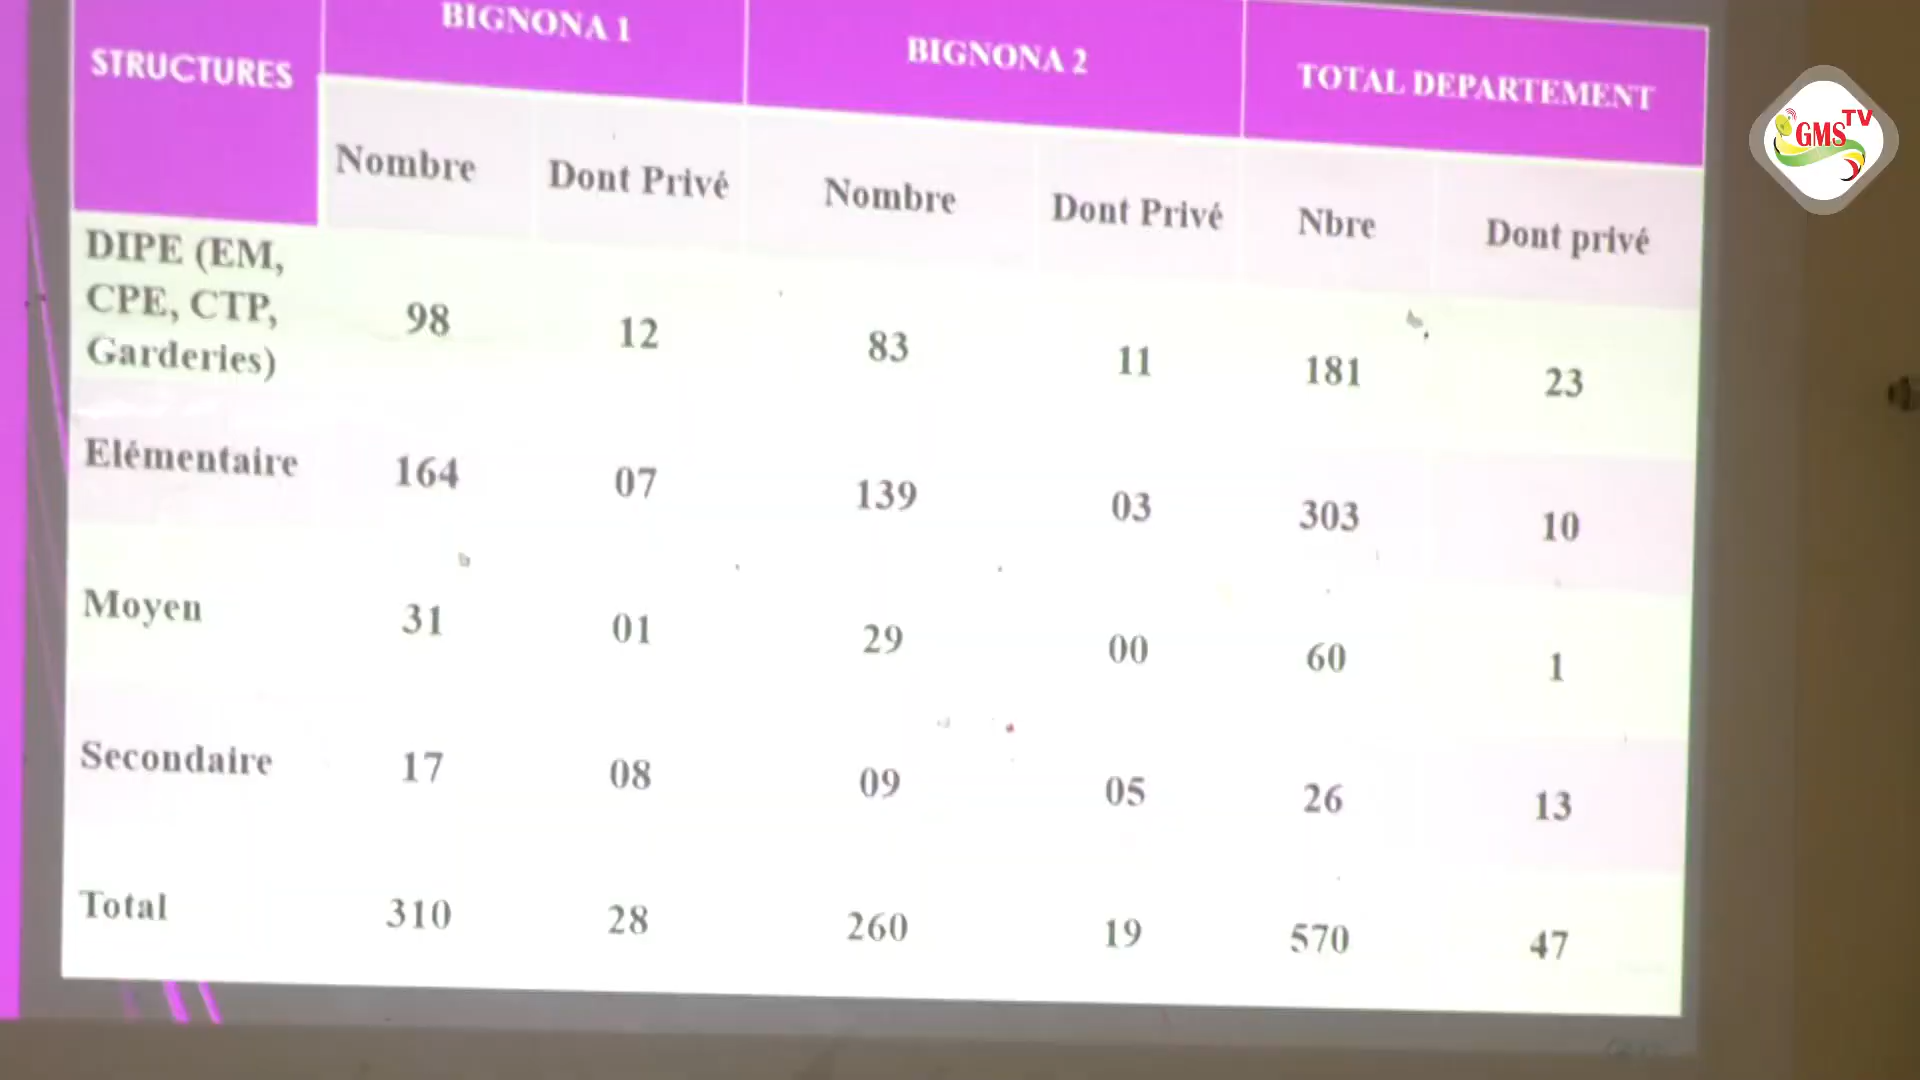 STRUCTURES BIGNONA 1 BIGNONA 2 TOTAL DEPARTEMENT
Nombre Dont Privé Nombre Dont Privé Nbre Dont privé
DIPE (EM,
CPE, CTP,
Garderies) 98 12 83 11 181 23
Elémentaire 164 07 139 03 303 10
Moyen 31 01 29 00 60 1
Secondaire 17 08 09 05 26 13
Total 310 28 260 19 570 47
GMS TV